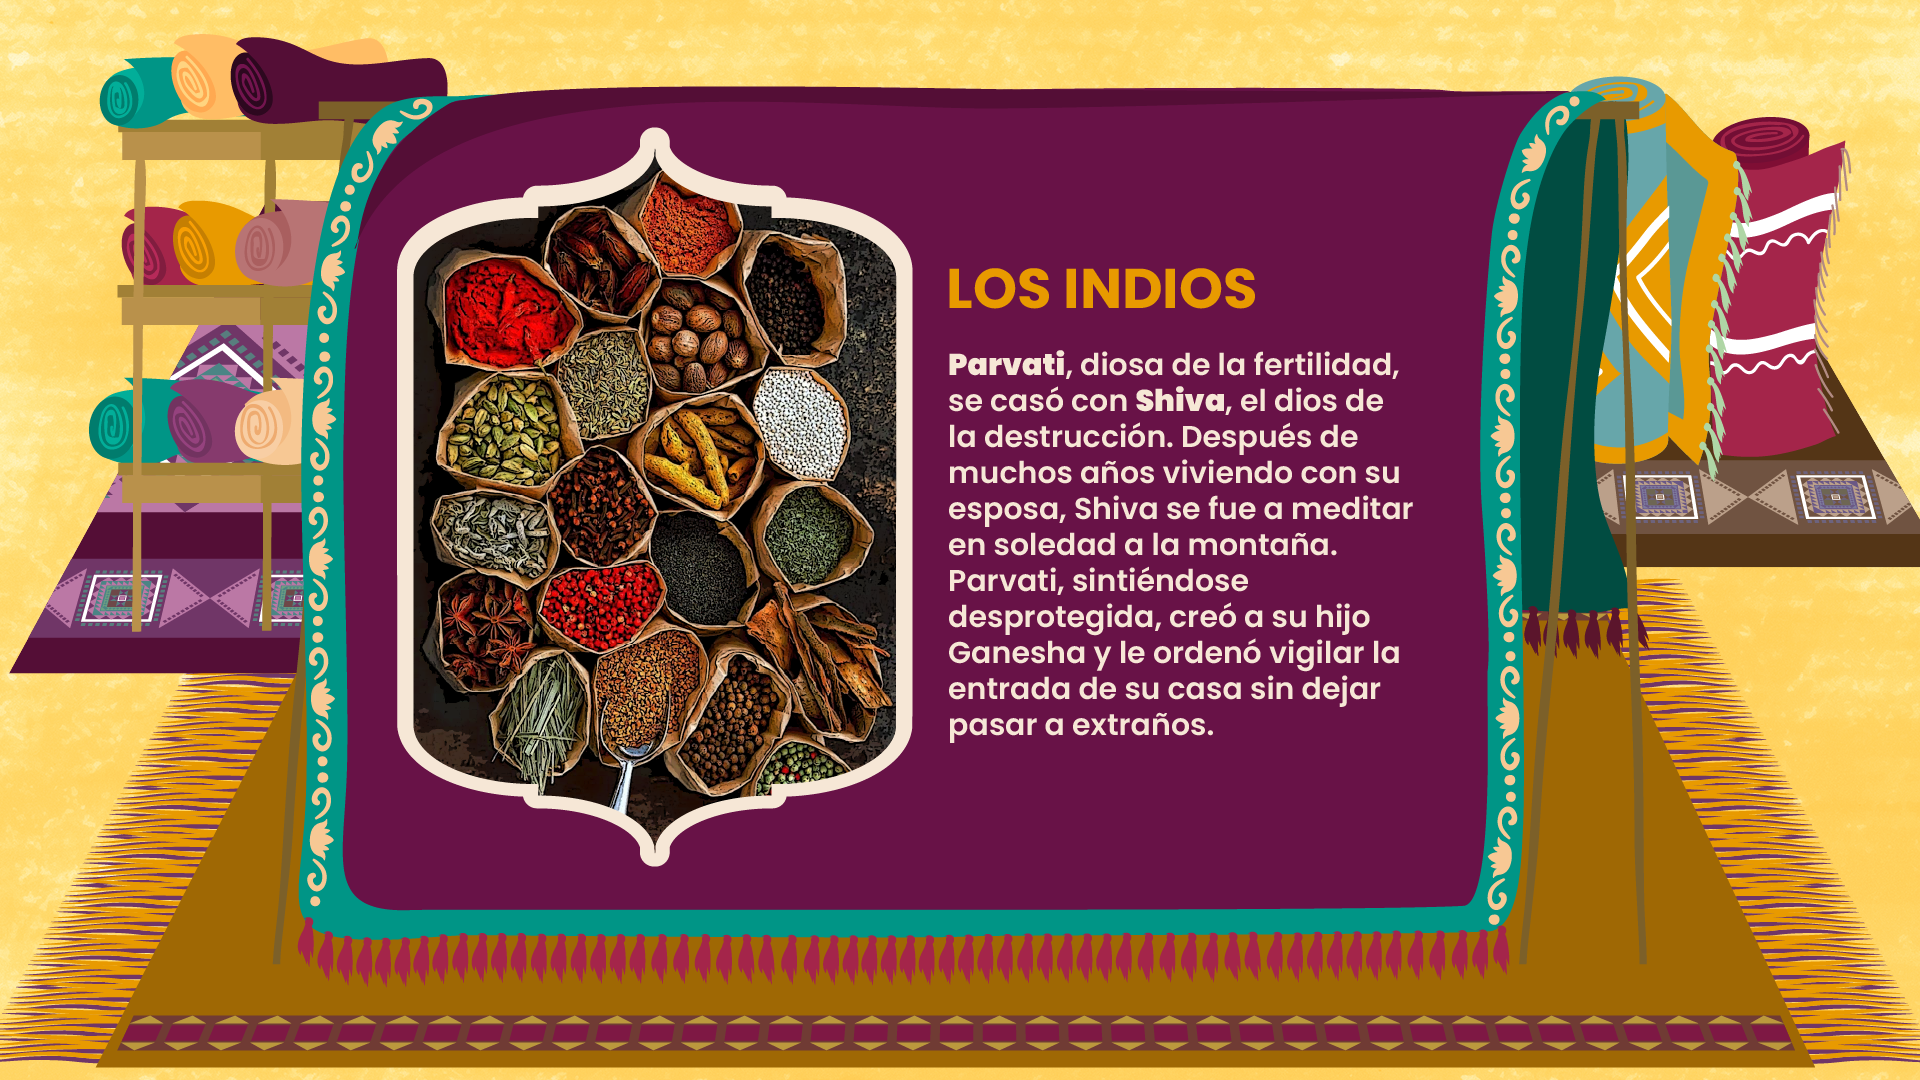 LOS INDIOS
Parvati, diosa de la fertilidad,
se casó con Shiva, el dios de
la destrucción. Después de
muchos años viviendo con su
esposa, Shiva se fue a meditar
en soledad a la montaña.
Parvati, sintiéndose
desprotegida, creó a su hijo
Ganesha y le ordenó vigilar la
entrada de su casa sin dejar
pasar a extraños.